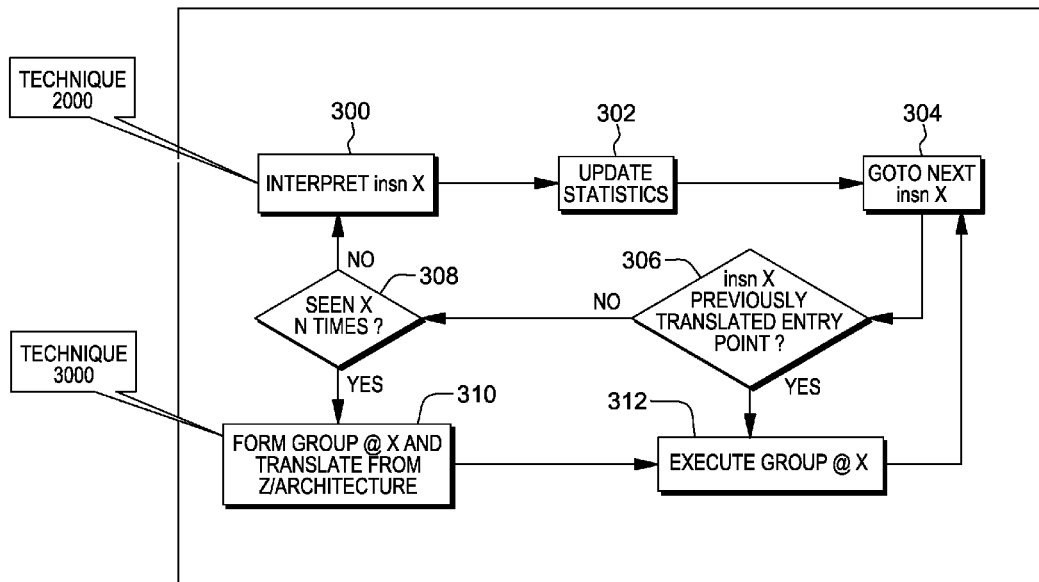 TECHNIQUE
2000
300
INTERPRET insn X
302
UPDATE
STATISTICS
304
GOTO NEXT
insn X
306
insn X
PREVIOUSLY
TRANSLATED ENTRY
POINT ?
NO
YES
308
SEEN X
N TIMES ?
NO
YES
TECHNIQUE
3000
310
FORM GROUP @ X AND
TRANSLATE FROM
Z/ARCHITECTURE
312
EXECUTE GROUP @ X